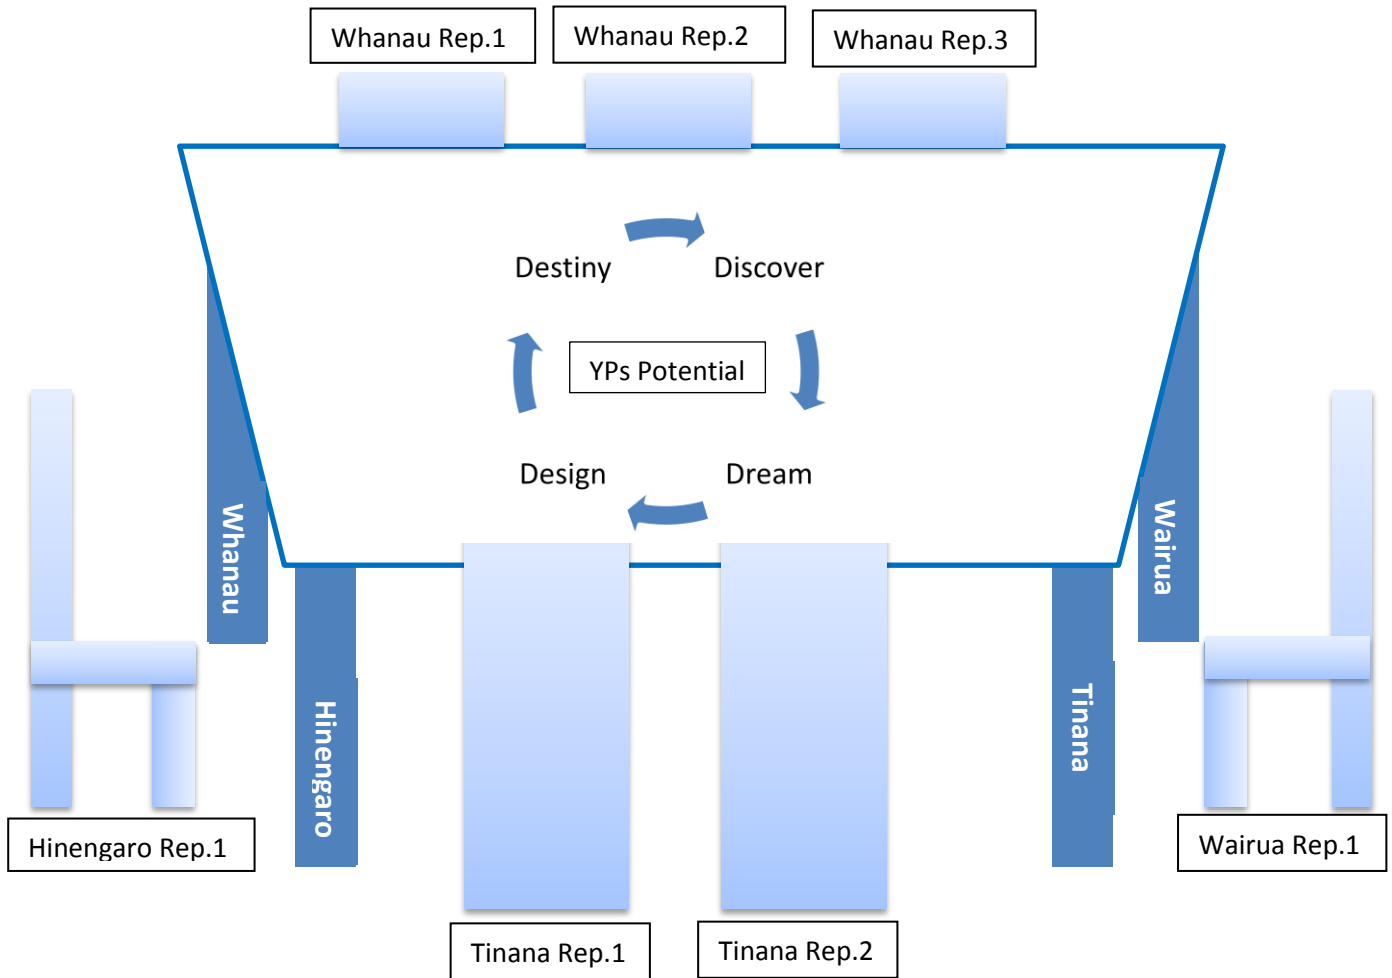 Whanau Rep.1
Whanau Rep.2
Whanau Rep.3
Destiny
Discover
YPs Potential
Design
Dream
Whanau
Wairua
Hinengaro
Tinana
Hinengaro Rep.1
Wairua Rep.1
Tinana Rep.1
Tinana Rep.2